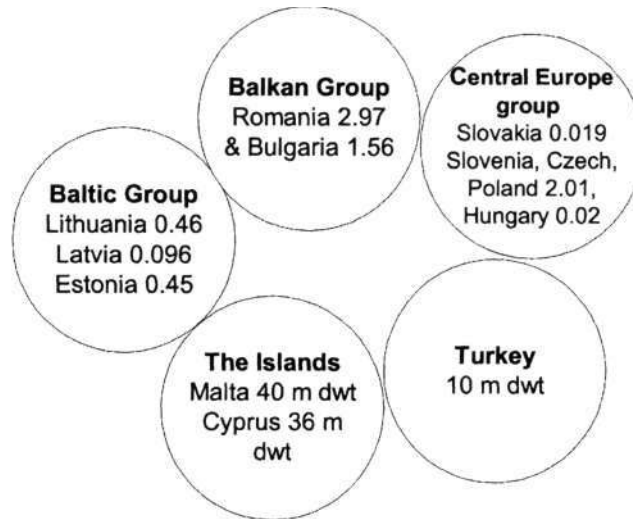 Balkan Group
Romania 2.97
& Bulgaria 1.56
Central Europe
group
Slovakia 0.019
Slovenia, Czech,
Poland 2.01,
Hungary 0.02
Baltic Group
Lithuania 0.46
Latvia 0.096
Estonia 0.45
The Islands
Malta 40 m dwt
Cyprus 36 m
dwt
Turkey
10 m dwt